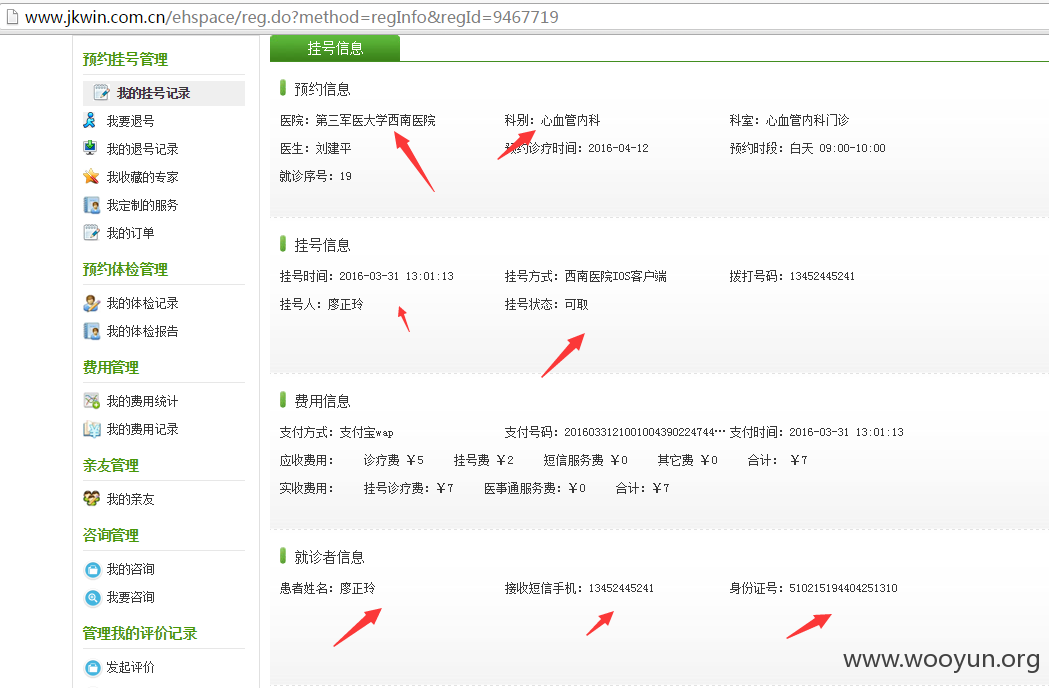 www.jkwin.com.cn/ehspace/reg.do?method=regInfo&regId=9467719
预约挂号管理
我的挂号记录
我要退号
我的退号记录
我收藏的专家
我定制的服务
我的订单
预约体检管理
我的体检记录
我的体检报告
费用管理
我的费用统计
我的费用记录
亲友管理
我的亲友
咨询管理
我的咨询
我要咨询
管理我的评价记录
发起评价
挂号信息
预约信息
医院: 第三军医大学西南医院 科别: 心血管内科 科室: 心血管内科门诊
医生: 刘建平 预约诊疗时间: 2016-04-12 预约时段: 白天 09:00-10:00
就诊序号: 19
挂号信息
挂号时间: 2016-03-31 13:01:13 挂号方式: 西南医院IOS客户端 拨打号码: 13452445241
挂号人: 廖正玲 挂号状态: 可取
费用信息
支付方式: 支付宝wap 支付号码: 2016033121001004390224744… 支付时间: 2016-03-31 13:01:13
应收费用: 诊疗费 ¥5 挂号费 ¥2 短信服务费 ¥0 其它费 ¥0 合计: ¥7
实收费用: 挂号诊疗费: ¥7 医事通服务费: ¥0 合计: ¥7
就诊者信息
患者姓名: 廖正玲 接收短信手机: 13452445241 身份证号: 510215194404251310
www.wooyun.org